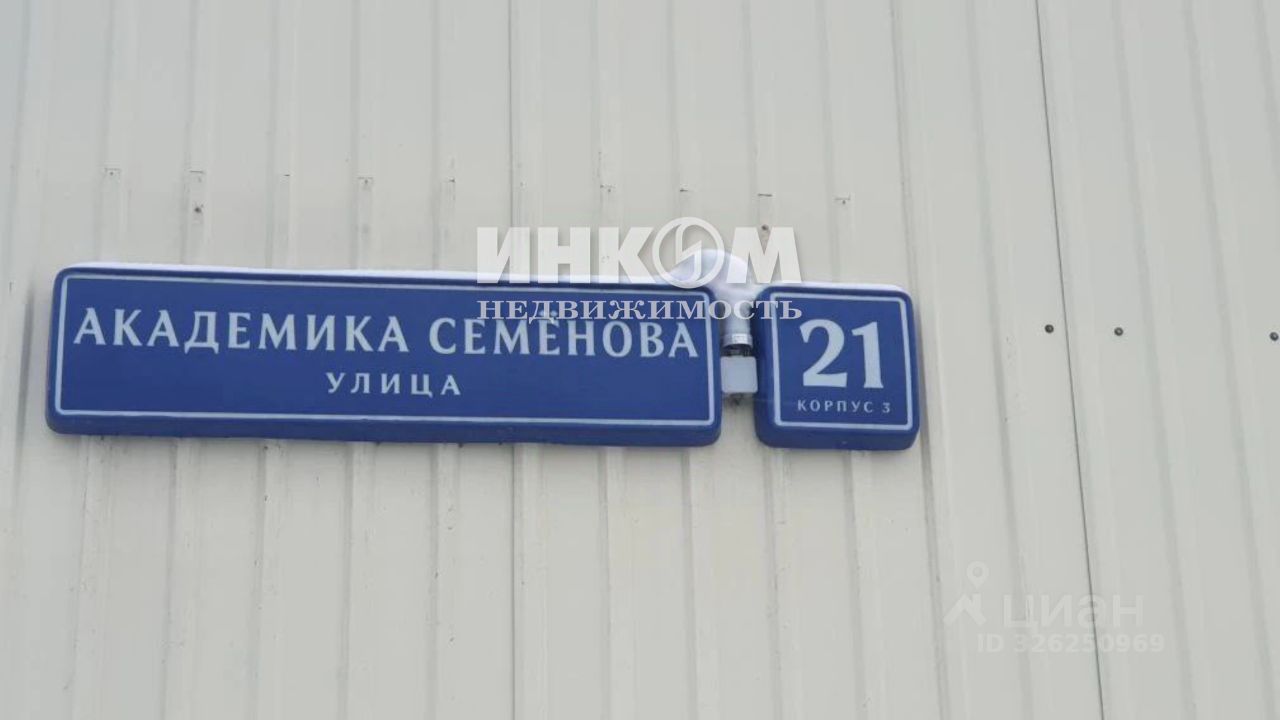 ИНКОМ
НЕДВИЖИМОСТЬ
АКАДЕМИКА СЕМЁНОВА
УЛИЦА
21
КОРПУС 3
циан
ID 326250969